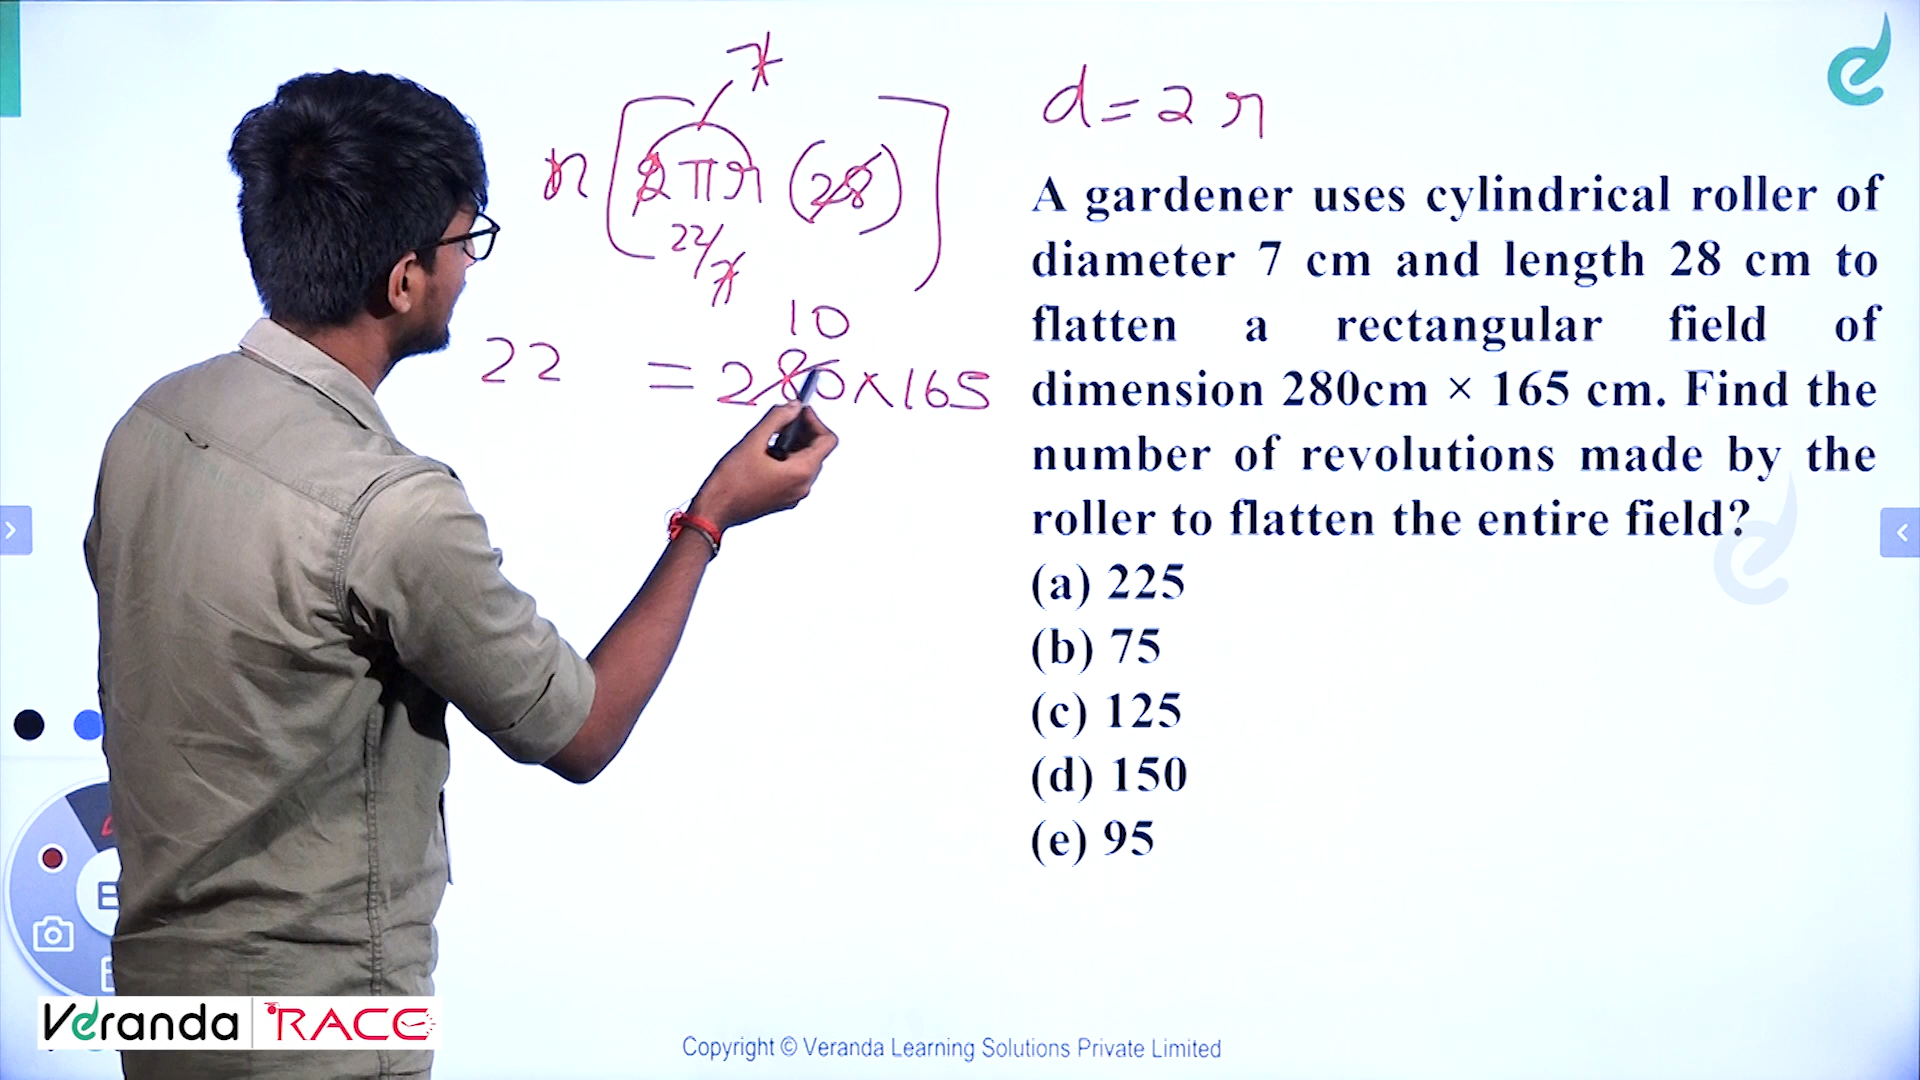 7
d = 2 r
n [ 2πr (28) ]
22/7
10
22 = 280 × 165
A gardener uses cylindrical roller of
diameter 7 cm and length 28 cm to
flatten a rectangular field of
dimension 280cm × 165 cm. Find the
number of revolutions made by the
roller to flatten the entire field?
(a) 225
(b) 75
(c) 125
(d) 150
(e) 95
Veranda RACE
Copyright © Veranda Learning Solutions Private Limited